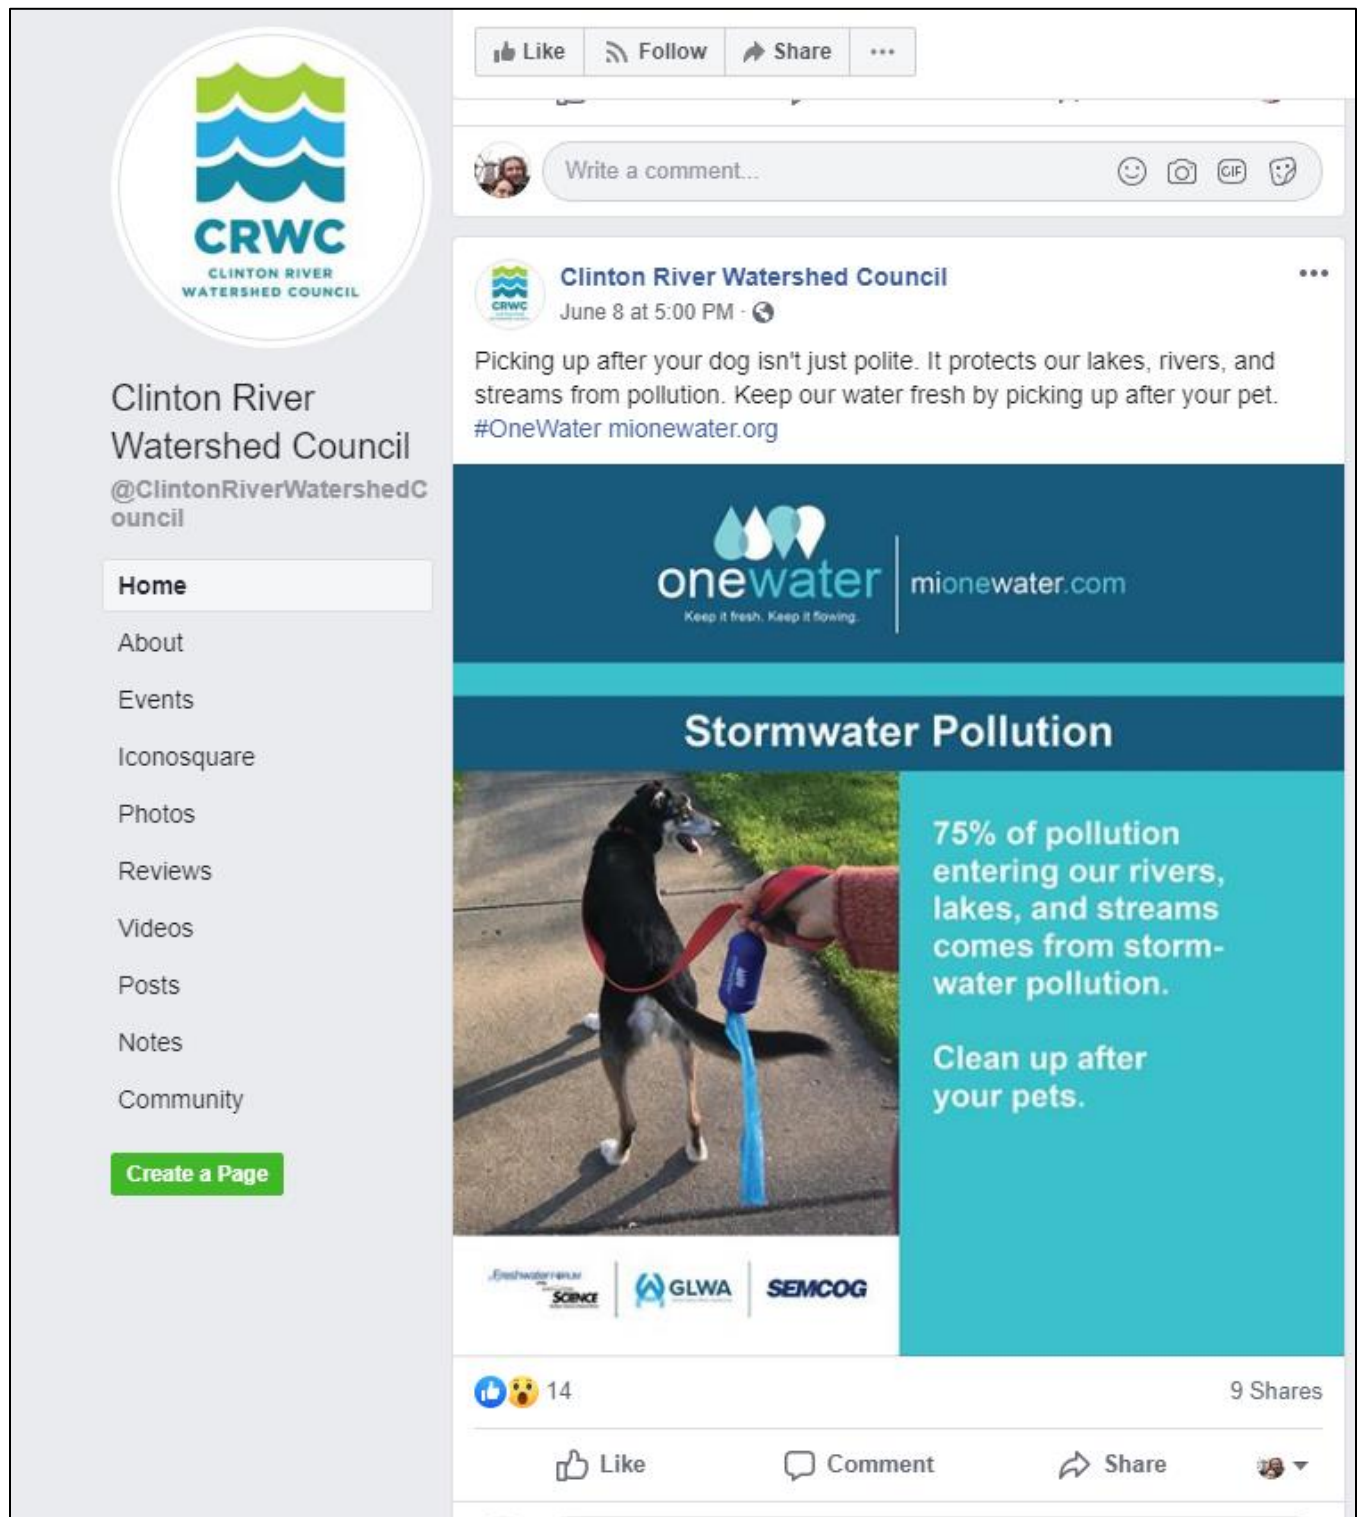 CRWC
CLINTON RIVER
WATERSHED COUNCIL
Clinton River
Watershed Council
@ClintonRiverWatershedC
ouncil
Home
About
Events
Iconosquare
Photos
Reviews
Videos
Posts
Notes
Community
Create a Page
Like Follow Share
Write a comment...
GIF
CRWC
Clinton River Watershed Council
June 8 at 5:00 PM
Picking up after your dog isn't just polite. It protects our lakes, rivers, and
streams from pollution. Keep our water fresh by picking up after your pet.
#OneWater mionewater.org
onewater
Keep it fresh. Keep it flowing.
mionewater.com
Stormwater Pollution
75% of pollution
entering our rivers,
lakes, and streams
comes from storm-
water pollution.
Clean up after
your pets.
Freshwater FORUM
SCIENCE
GLWA
SEMCOG
14
9 Shares
Like Comment Share